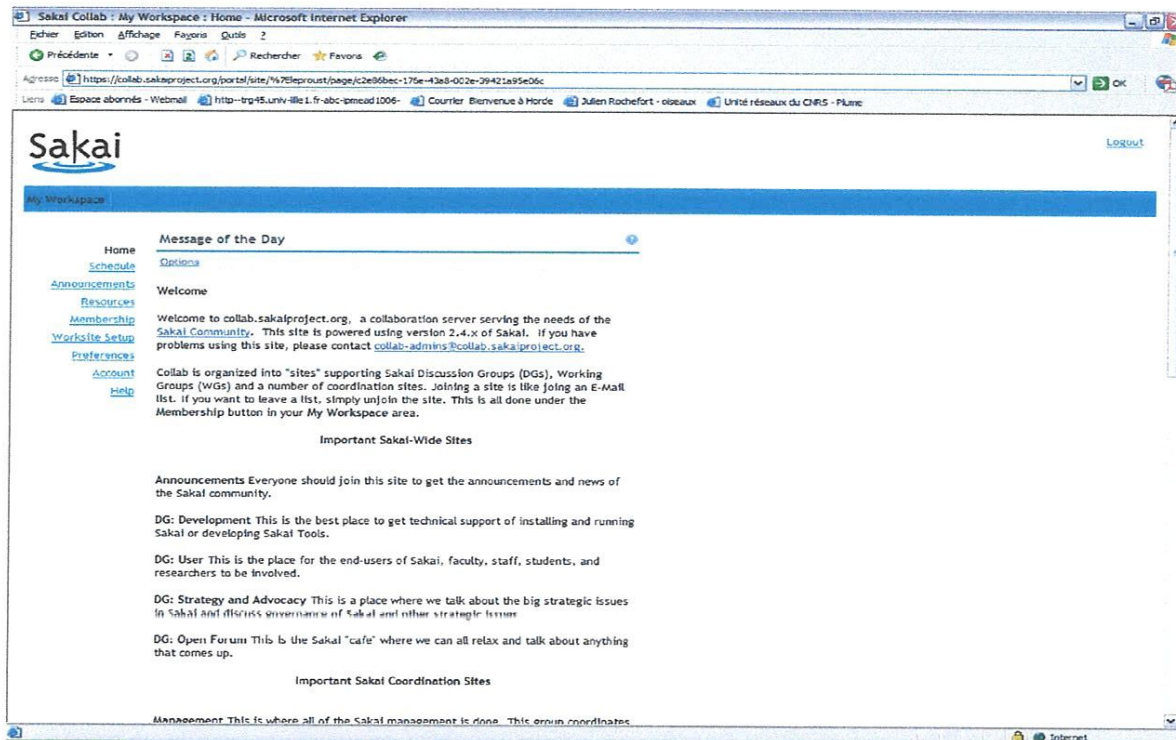 Sakai Collab : My Workspace : Home - Microsoft Internet Explorer
Fichier Edition Affichage Favoris Outils ?
Précédente Rechercher Favoris
Adresse https://collab.sakaiproject.org/portal/site/%7Eleproust/page/c2e86bec-176e-43a8-002e-39421a95e06c OK
Liens Espace abonnés - Webmail http--trg45.univ-lille1.fr-abc-ipmead1006- Courrier Bienvenue à Horde Julien Rochefort - oiseaux Unité réseaux du CNRS - Plume
Sakai
Logout
My Workspace
Home
Schedule
Announcements
Resources
Membership
Worksite Setup
Preferences
Account
Help
Message of the Day ?
Options
Welcome
Welcome to collab.sakaiproject.org, a collaboration server serving the needs of the
Sakai Community. This site is powered using version 2.4.x of Sakai. If you have
problems using this site, please contact collab-admins@collab.sakaiproject.org.
Collab is organized into "sites" supporting Sakai Discussion Groups (DGs), Working
Groups (WGs) and a number of coordination sites. Joining a site is like joing an E-Mail
list. If you want to leave a list, simply unjoin the site. This is all done under the
Membership button in your My Workspace area.
Important Sakai-Wide Sites
Announcements Everyone should join this site to get the announcements and news of
the Sakai community.
DG: Development This is the best place to get technical support of installing and running
Sakai or developing Sakai Tools.
DG: User This is the place for the end-users of Sakai, faculty, staff, students, and
researchers to be involved.
DG: Strategy and Advocacy This is a place where we talk about the big strategic issues
in Sakai and discuss governance of Sakai and other strategic issues
DG: Open Forum This is the Sakai "cafe" where we can all relax and talk about anything
that comes up.
Important Sakai Coordination Sites
Management This is where all of the Sakai management is done. This group coordinates
Internet